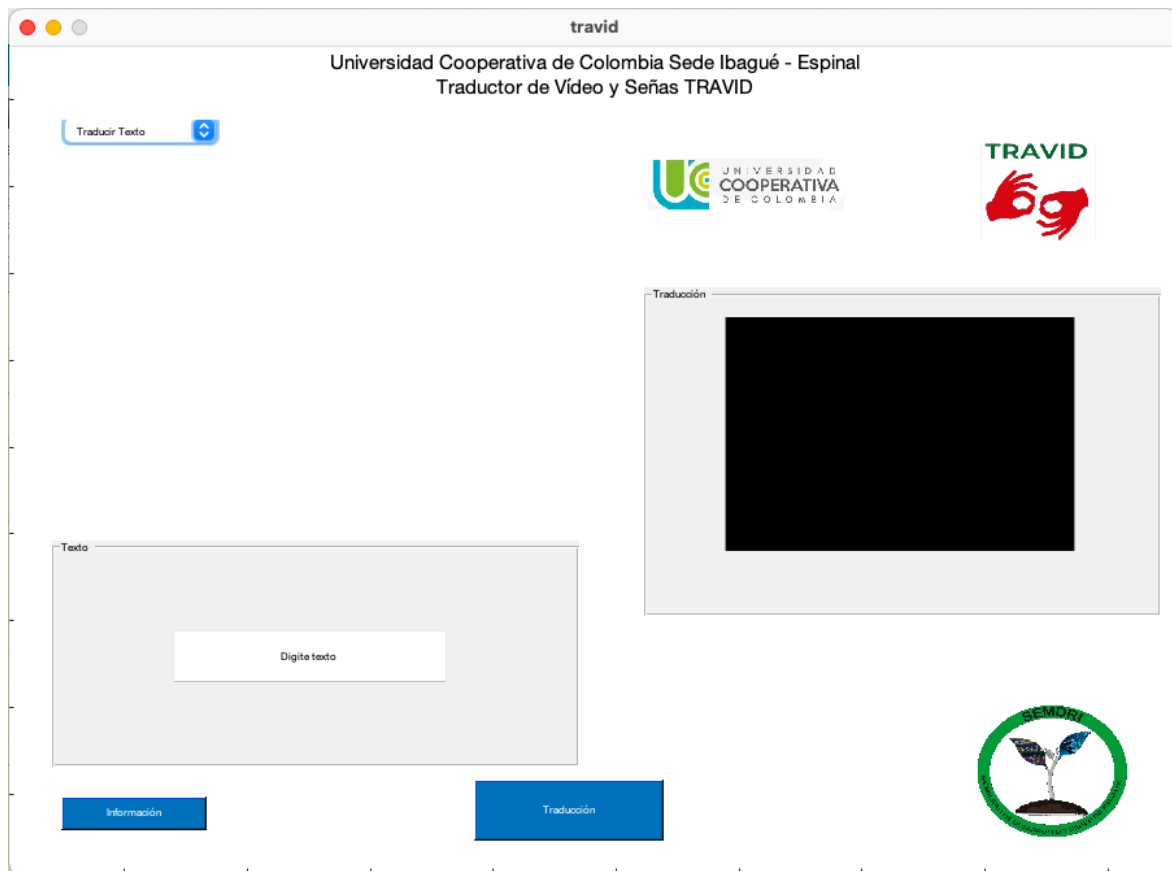 travid
Universidad Cooperativa de Colombia Sede Ibagué - Espinal
Traductor de Vídeo y Señas TRAVID
Traducir Texto
UNIVERSIDAD
COOPERATIVA
DE COLOMBIA
TRAVID
Traducción
Texto
Digite texto
Información
Traducción
SEMDRI